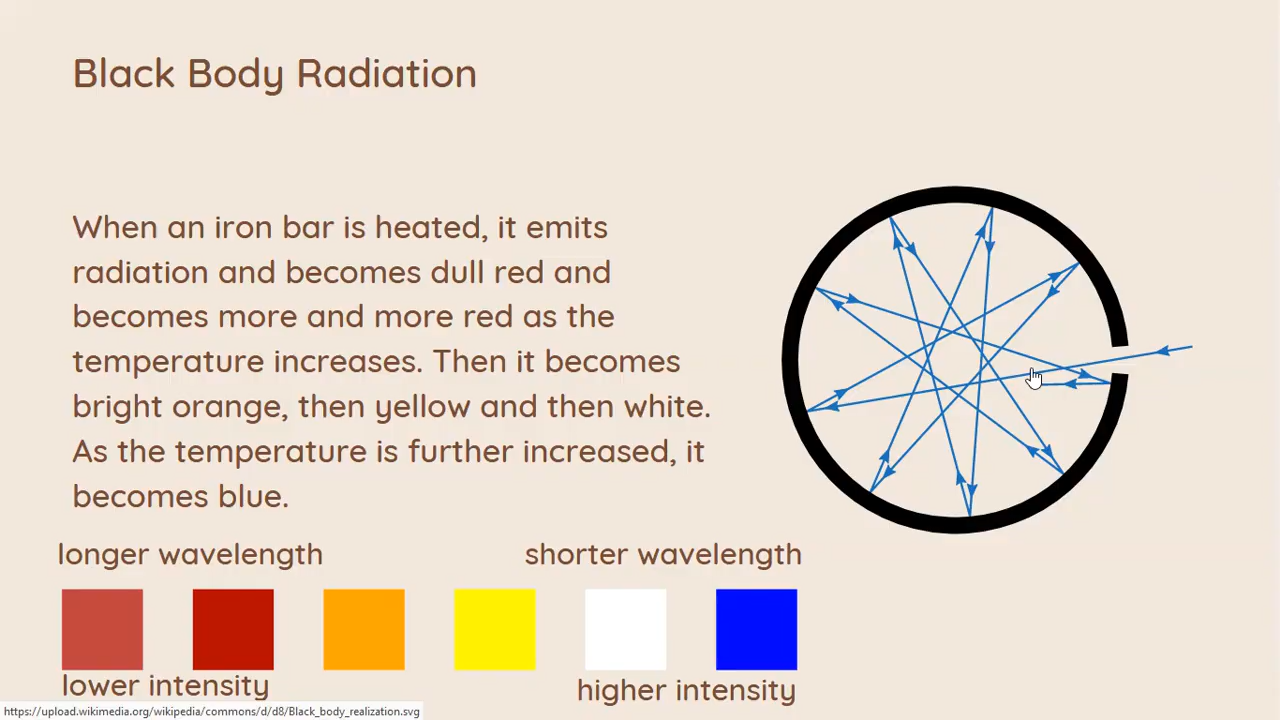 Black Body Radiation
When an iron bar is heated, it emits
radiation and becomes dull red and
becomes more and more red as the
temperature increases. Then it becomes
bright orange, then yellow and then white.
As the temperature is further increased, it
becomes blue.
longer wavelength
shorter wavelength
lower intensity
higher intensity
https://upload.wikimedia.org/wikipedia/commons/d/d8/Black_body_realization.svg